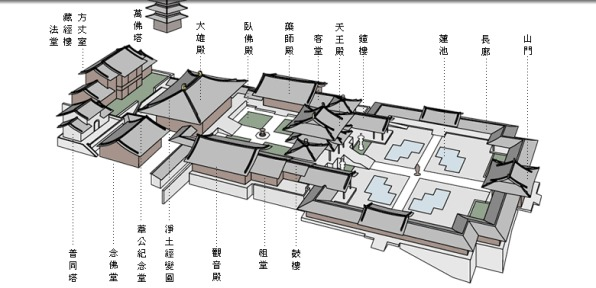 山門
長廊
蓮池
鐘樓
天王殿
客堂
藥師殿
臥佛殿
大雄殿
萬佛塔
方丈室
藏經樓
法堂
鼓樓
祖堂
觀音殿
淨土經變圖
蕭公紀念堂
念佛堂
普同塔